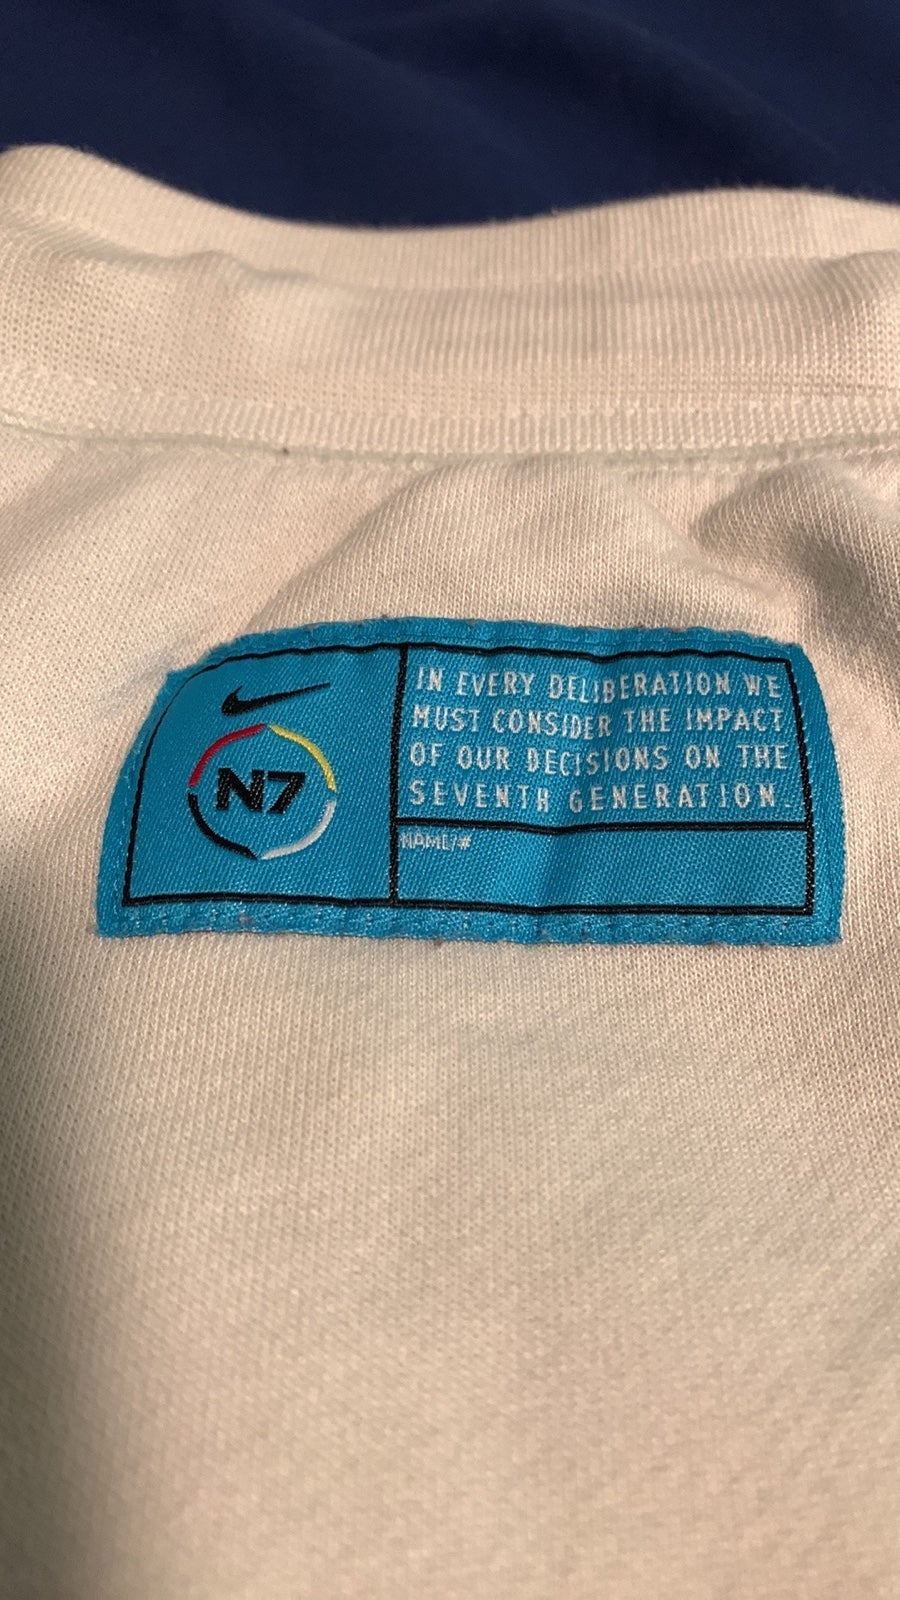 N7
IN EVERY DELIBERATION WE
MUST CONSIDER THE IMPACT
OF OUR DECISIONS ON THE
SEVENTH GENERATION.
NAME/#